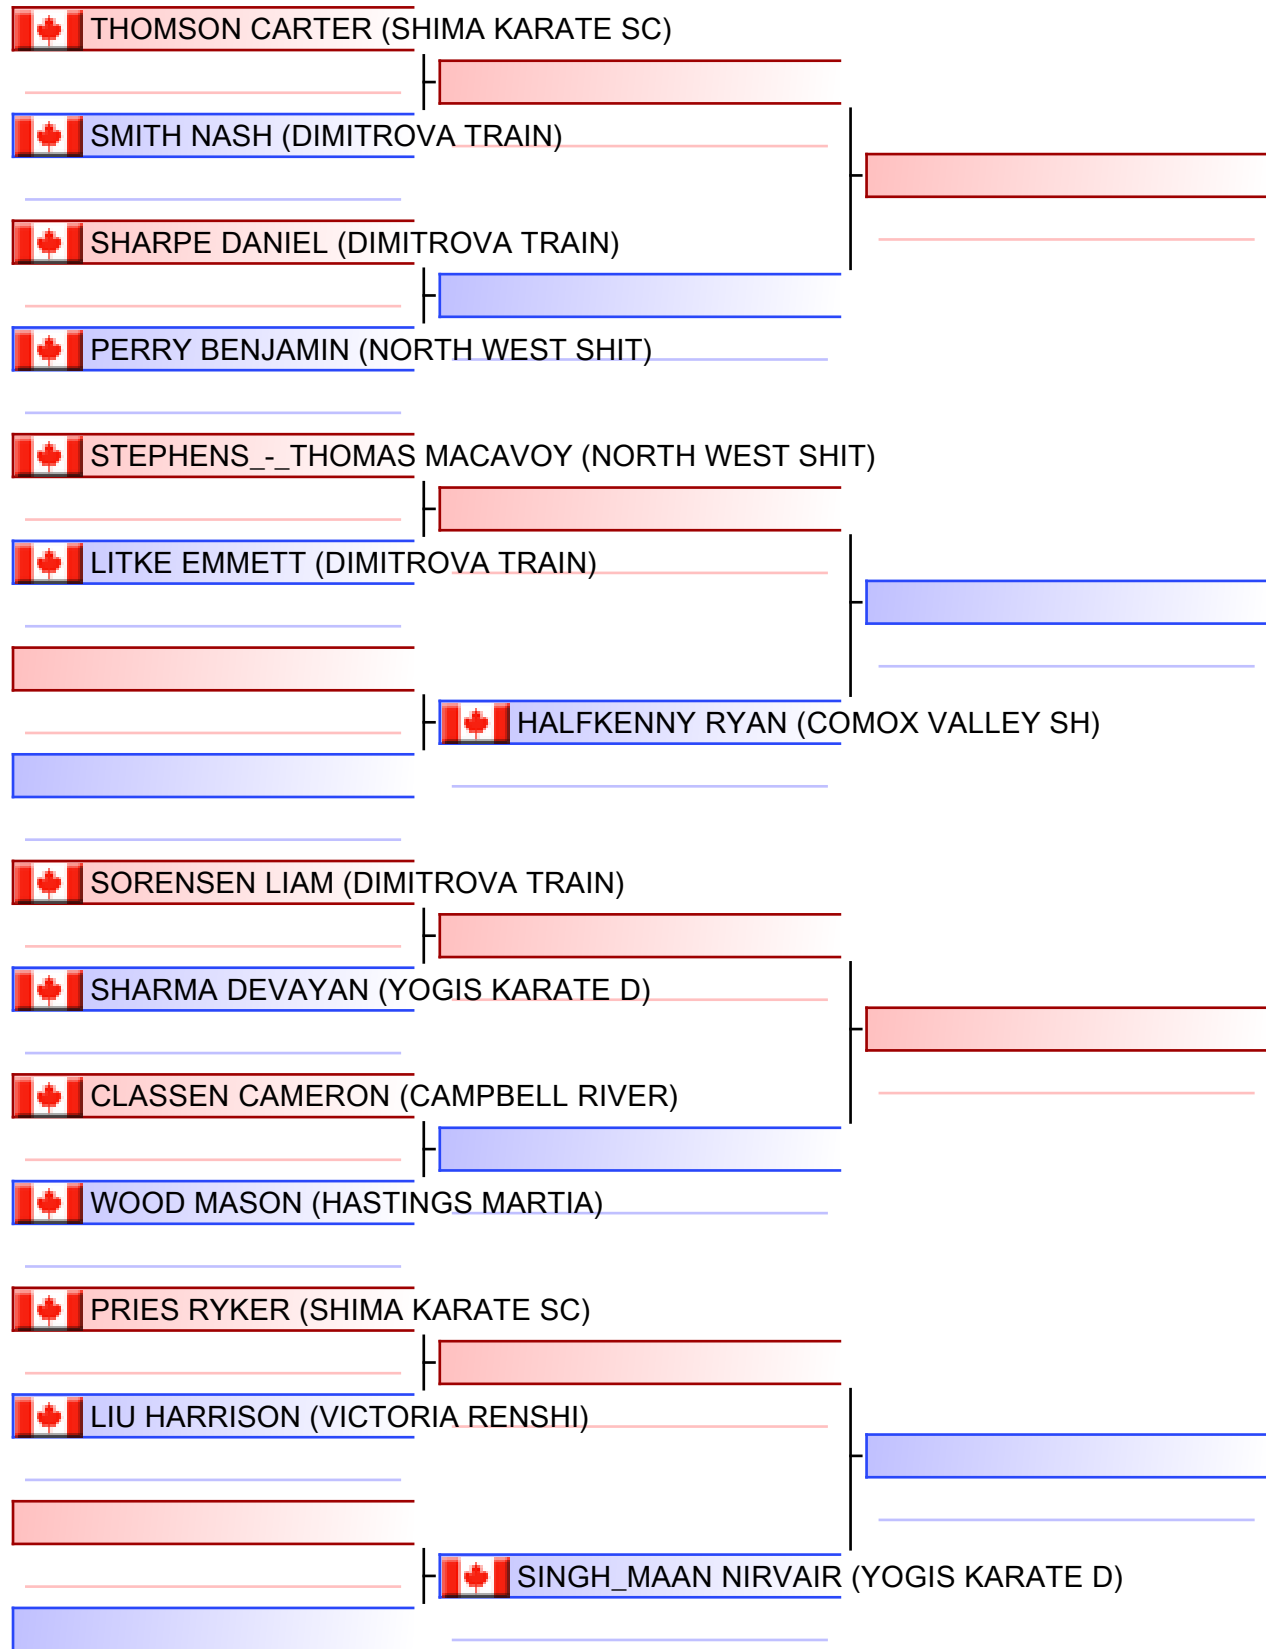 THOMSON CARTER (SHIMA KARATE SC)
SMITH NASH (DIMITROVA TRAIN)
SHARPE DANIEL (DIMITROVA TRAIN)
PERRY BENJAMIN (NORTH WEST SHIT)
STEPHENS_-_THOMAS MACAVOY (NORTH WEST SHIT)
LITKE EMMETT (DIMITROVA TRAIN)
HALFKENNY RYAN (COMOX VALLEY SH)
SORENSEN LIAM (DIMITROVA TRAIN)
SHARMA DEVAYAN (YOGIS KARATE D)
CLASSEN CAMERON (CAMPBELL RIVER)
WOOD MASON (HASTINGS MARTIA)
PRIES RYKER (SHIMA KARATE SC)
LIU HARRISON (VICTORIA RENSHI)
SINGH_MAAN NIRVAIR (YOGIS KARATE D)